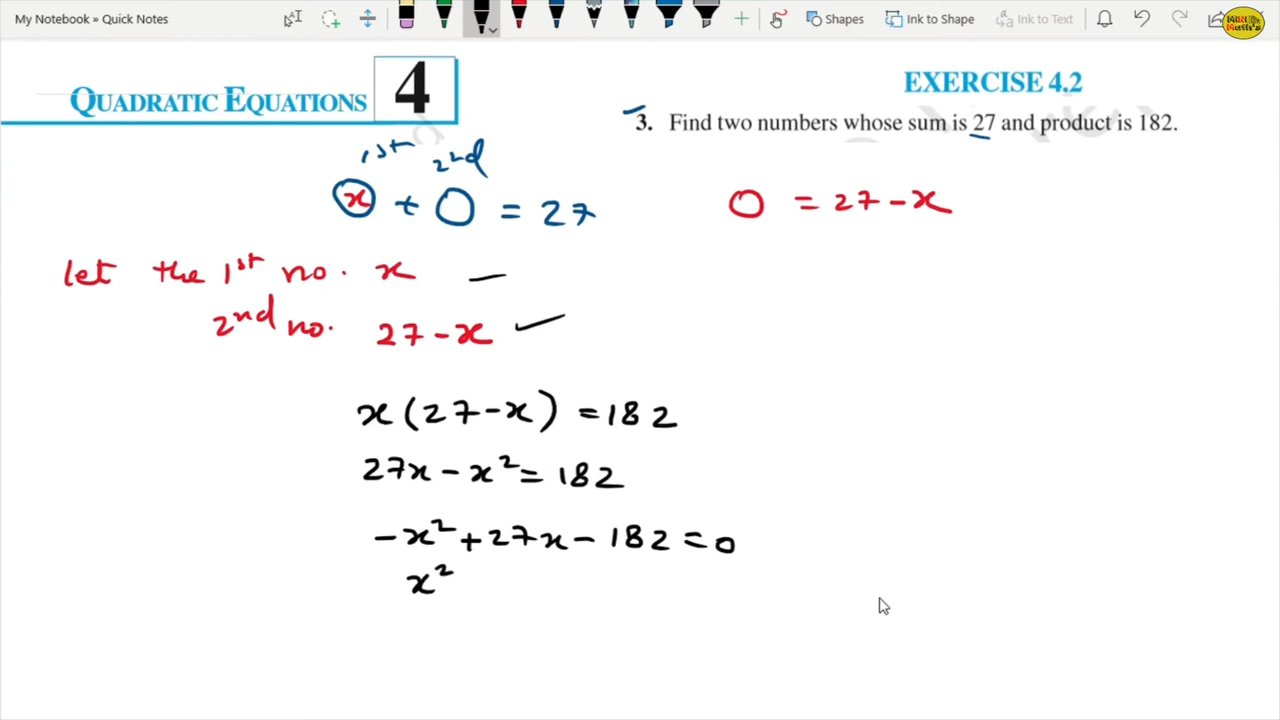 My Notebook » Quick Notes
Shapes
Ink to Shape
Ink to Text
QUADRATIC EQUATIONS 4
EXERCISE 4.2
3. Find two numbers whose sum is 27 and product is 182.
1st 2nd
x + O = 27
O = 27 - x
let the 1st no. x —
2nd no. 27 - x ✓
x(27 - x) = 182
27x - x² = 182
-x² + 27x - 182 = 0
x²